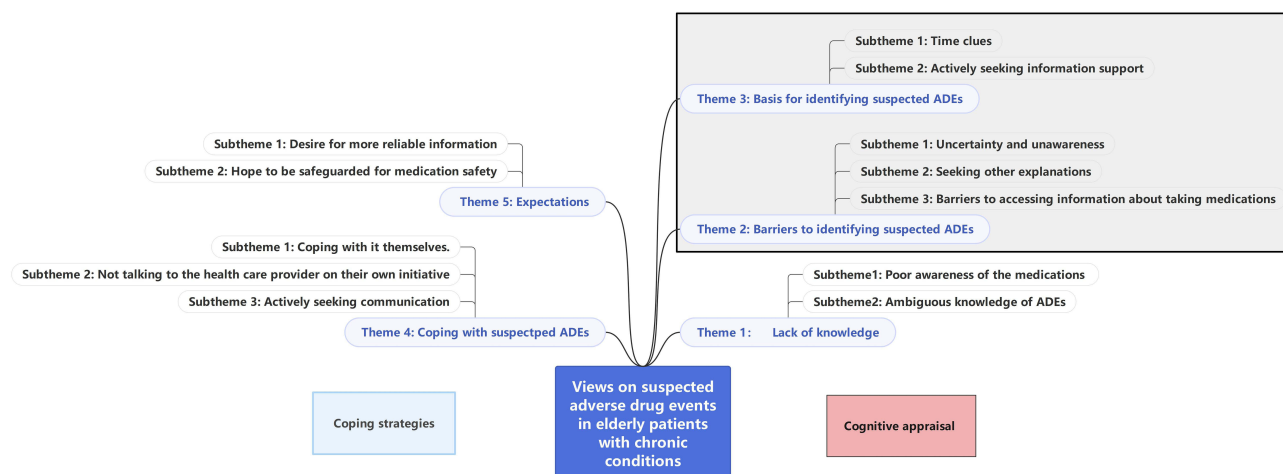 Subtheme 1: Time clues
Subtheme 2: Actively seeking information support
Theme 3: Basis for identifying suspected ADEs
Subtheme 1: Uncertainty and unawareness
Subtheme 2: Seeking other explanations
Subtheme 3: Barriers to accessing information about taking medications
Theme 2: Barriers to identifying suspected ADEs
Subtheme1: Poor awareness of the medications
Subtheme2: Ambiguous knowledge of ADEs
Theme 1: Lack of knowledge
Subtheme 1: Desire for more reliable information
Subtheme 2: Hope to be safeguarded for medication safety
Theme 5: Expectations
Subtheme 1: Coping with it themselves.
Subtheme 2: Not talking to the health care provider on their own initiative
Subtheme 3: Actively seeking communication
Theme 4: Coping with suspectped ADEs
Views on suspected
adverse drug events
in elderly patients
with chronic
conditions
Coping strategies
Cognitive appraisal